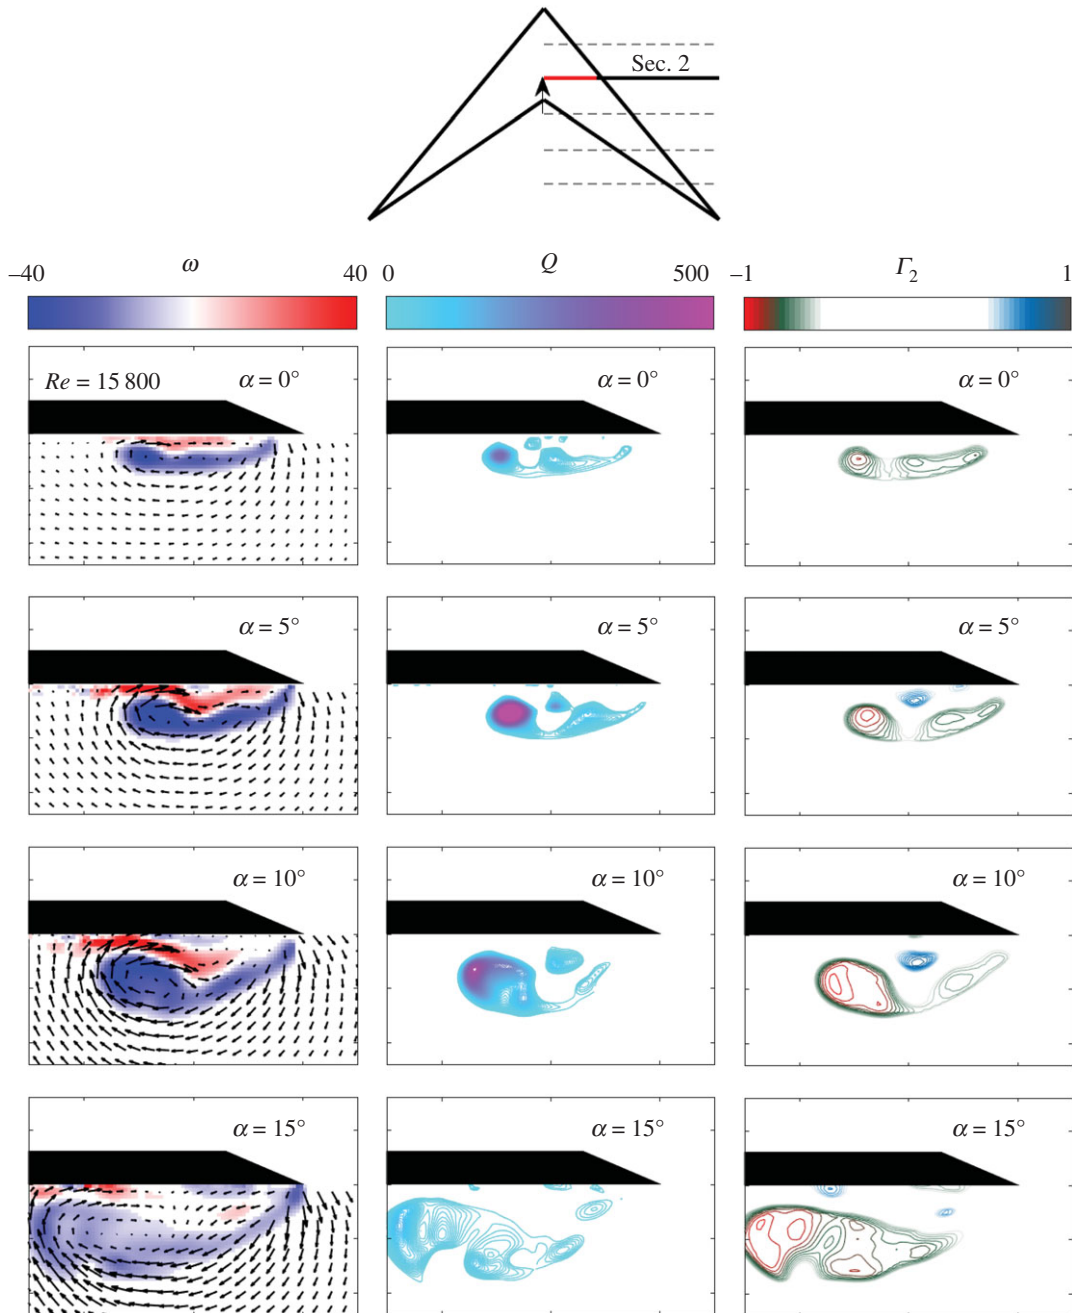 Sec. 2
–40 ω 40 0 Q 500 –1 Γ₂ 1
Re = 15 800 α = 0° α = 0° α = 0°
α = 5° α = 5° α = 5°
α = 10° α = 10° α = 10°
α = 15° α = 15° α = 15°